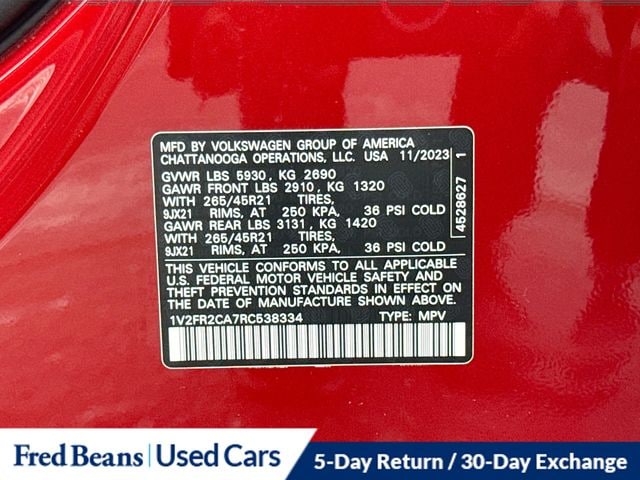 MFD BY VOLKSWAGEN GROUP OF AMERICA
CHATTANOOGA OPERATIONS, LLC. USA 11/2023
GVWR LBS 5930, KG 2690
GAWR FRONT LBS 2910, KG 1320
WITH 265/45R21 TIRES,
9JX21 RIMS, AT 250 KPA, 36 PSI COLD
GAWR REAR LBS 3131, KG 1420
WITH 265/45R21 TIRES,
9JX21 RIMS, AT 250 KPA, 36 PSI COLD
THIS VEHICLE CONFORMS TO ALL APPLICABLE
U.S. FEDERAL MOTOR VEHICLE SAFETY AND
THEFT PREVENTION STANDARDS IN EFFECT ON
THE DATE OF MANUFACTURE SHOWN ABOVE.
1V2FR2CA7RC538334 TYPE: MPV
4528627 1
Fred Beans Used Cars
5-Day Return / 30-Day Exchange